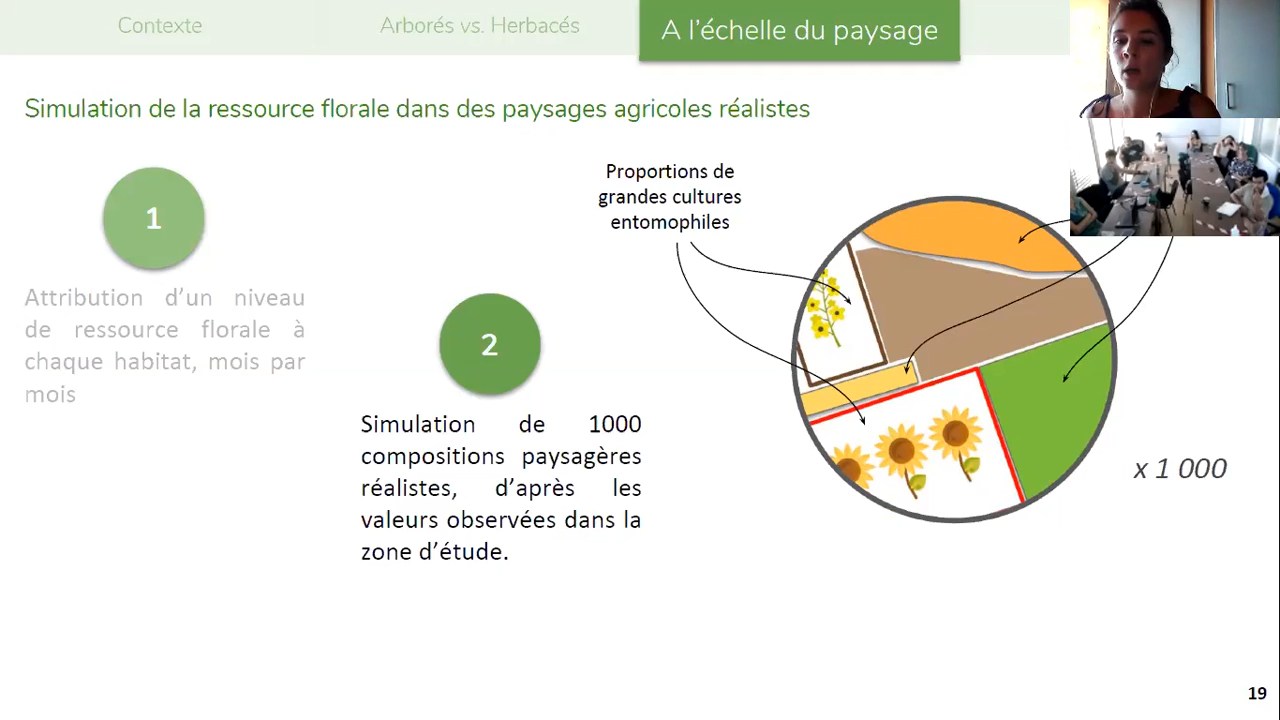 Contexte
Arborés vs. Herbacés
A l’échelle du paysage
Simulation de la ressource florale dans des paysages agricoles réalistes
1
Attribution d’un niveau
de ressource florale à
chaque habitat, mois par
mois
2
Simulation de 1000
compositions paysagères
réalistes, d’après les
valeurs observées dans la
zone d’étude.
Proportions de
grandes cultures
entomophiles
x 1 000
19